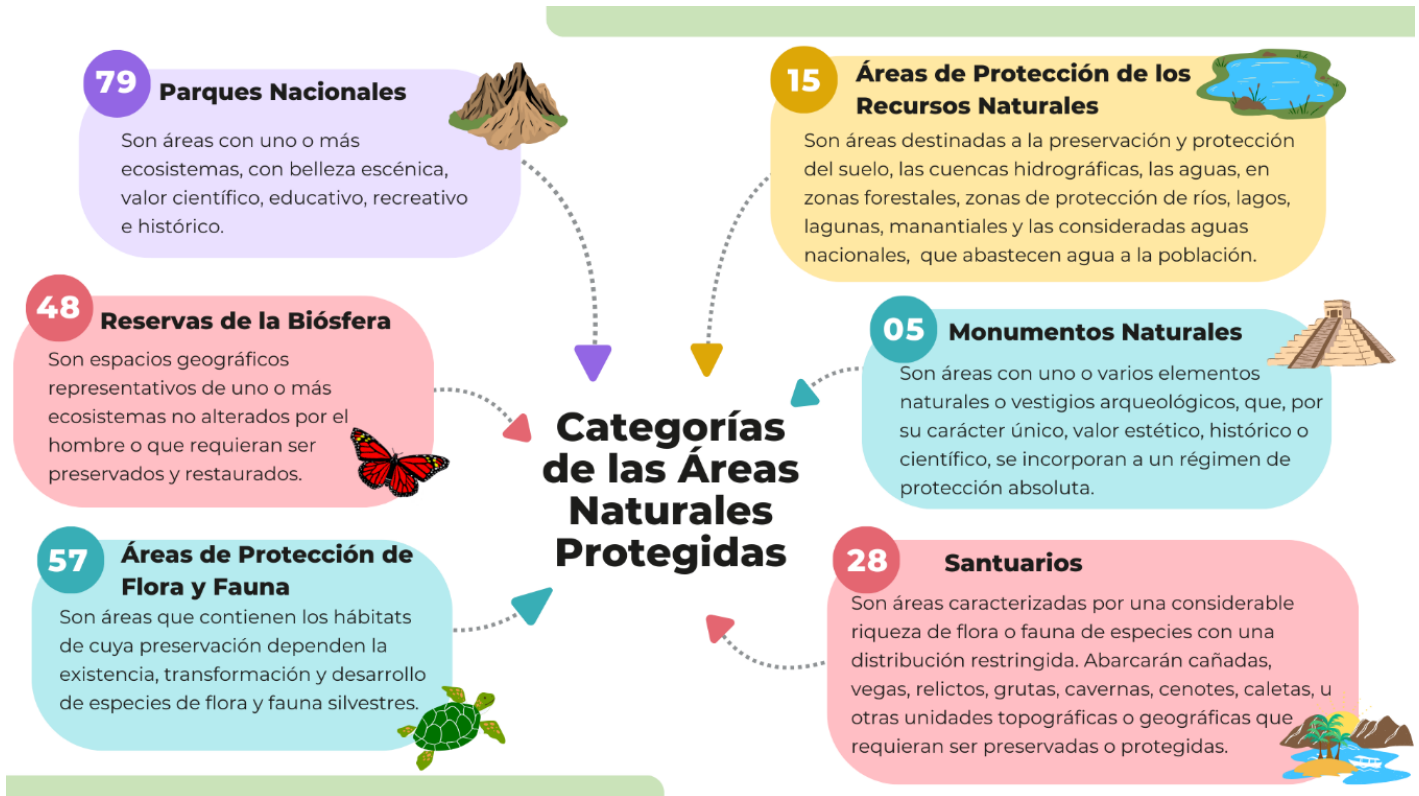 79
Parques Nacionales
Son áreas con uno o más
ecosistemas, con belleza escénica,
valor científico, educativo, recreativo
e histórico.
48
Reservas de la Biósfera
Son espacios geográficos
representativos de uno o más
ecosistemas no alterados por el
hombre o que requieran ser
preservados y restaurados.
57
Áreas de Protección de
Flora y Fauna
Son áreas que contienen los hábitats
de cuya preservación dependen la
existencia, transformación y desarrollo
de especies de flora y fauna silvestres.
Categorías
de las Áreas
Naturales
Protegidas
15
Áreas de Protección de los
Recursos Naturales
Son áreas destinadas a la preservación y protección
del suelo, las cuencas hidrográficas, las aguas, en
zonas forestales, zonas de protección de ríos, lagos,
lagunas, manantiales y las consideradas aguas
nacionales,  que abastecen agua a la población.
05
Monumentos Naturales
Son áreas con uno o varios elementos
naturales o vestigios arqueológicos, que, por
su carácter único, valor estético, histórico o
científico, se incorporan a un régimen de
protección absoluta.
28
Santuarios
Son áreas caracterizadas por una considerable
riqueza de flora o fauna de especies con una
distribución restringida. Abarcarán cañadas,
vegas, relictos, grutas, cavernas, cenotes, caletas, u
otras unidades topográficas o geográficas que
requieran ser preservadas o protegidas.